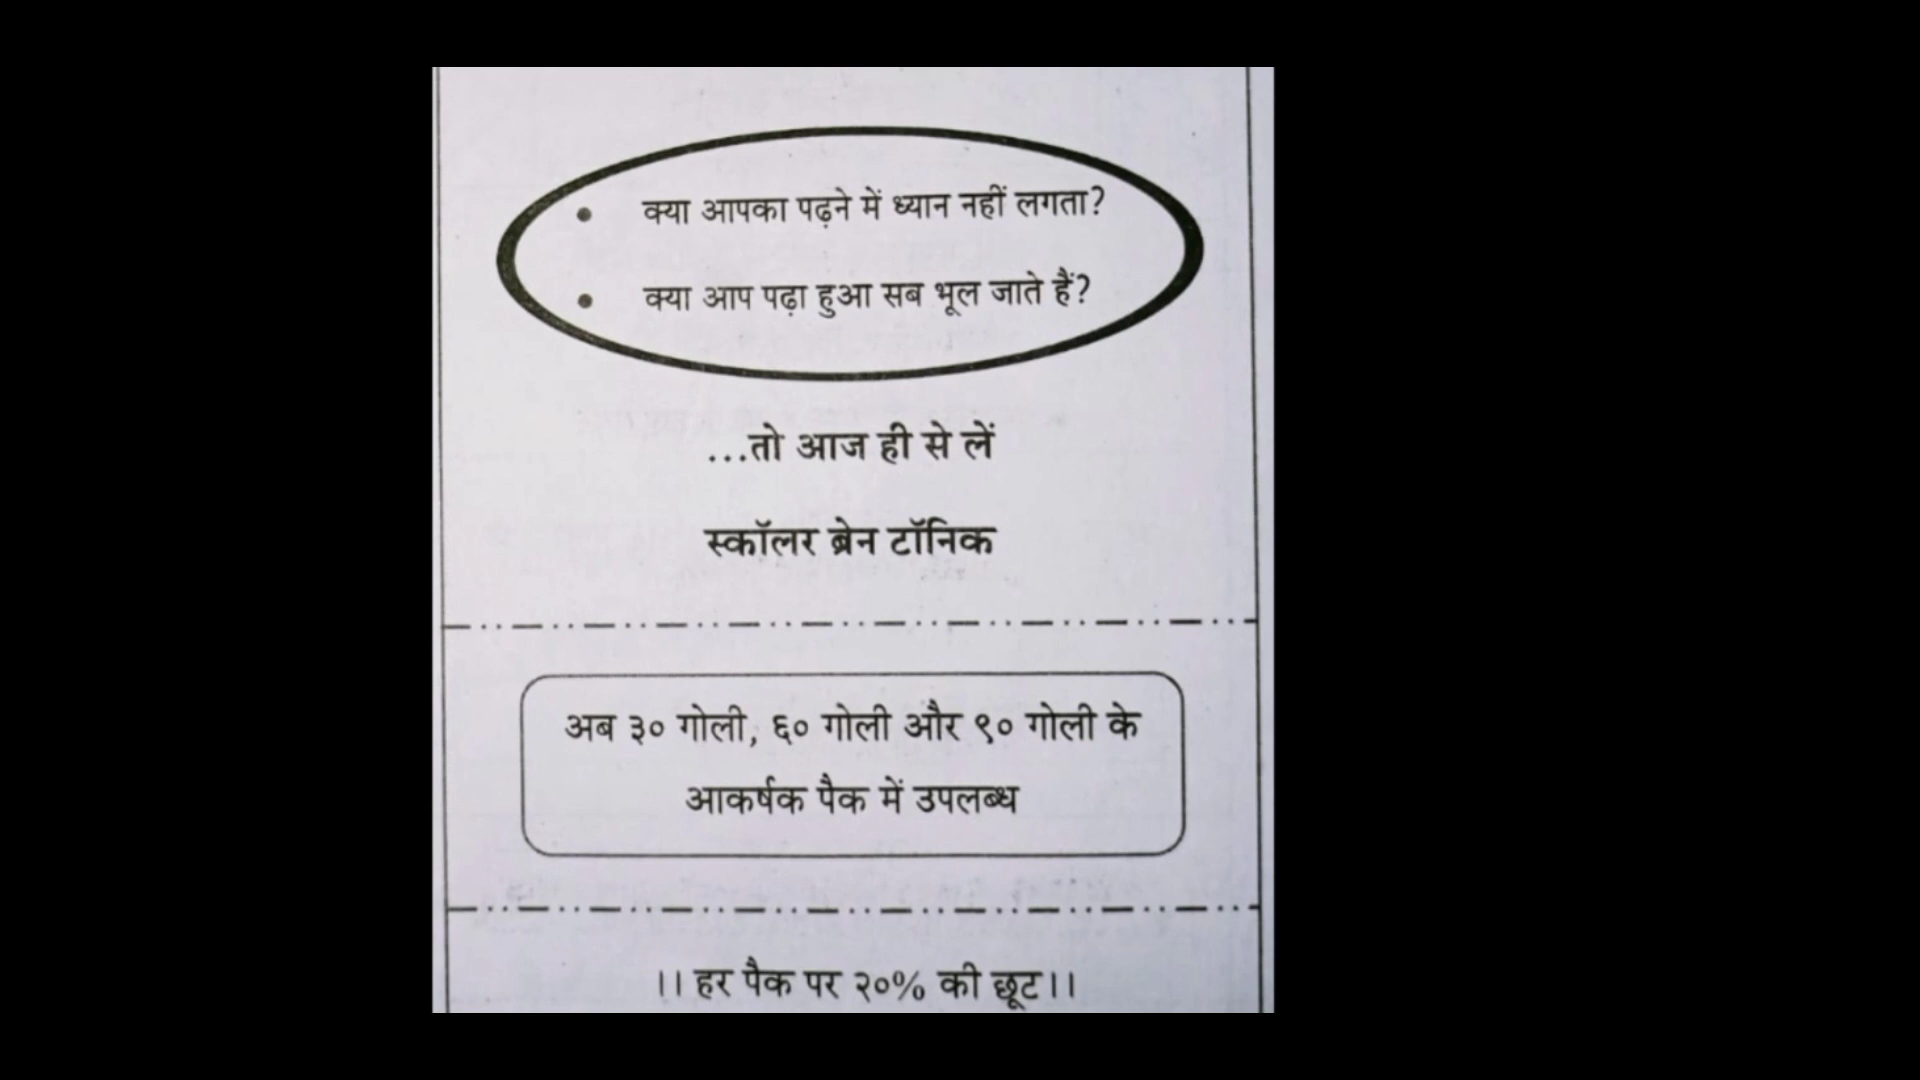 • क्या आपका पढ़ने में ध्यान नहीं लगता?
• क्या आप पढ़ा हुआ सब भूल जाते हैं?
...तो आज ही से लें
स्कॉलर ब्रेन टॉनिक
अब ३० गोली, ६० गोली और ९० गोली के
आकर्षक पैक में उपलब्ध
।। हर पैक पर २०% की छूट।।